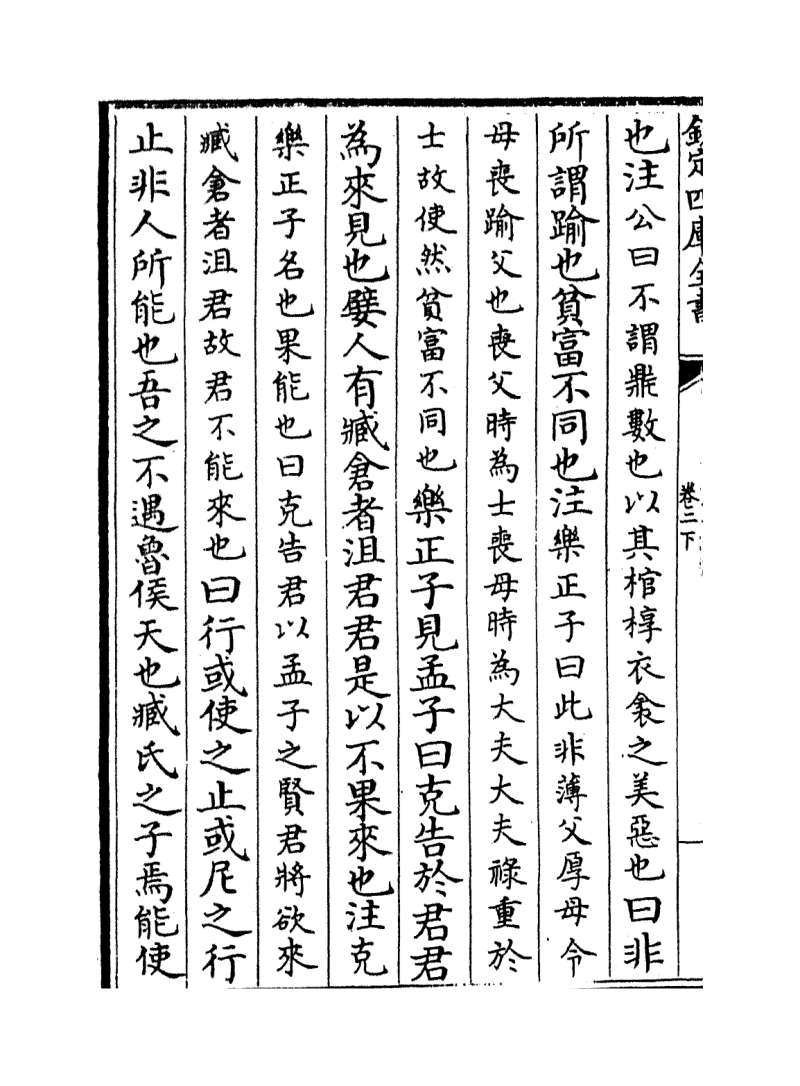 欽定四庫全書
卷二下
也注公曰不謂鼎數也以其棺椁衣衾之美惡也曰非
所謂踰也貧富不同也注樂正子曰此非薄父厚母令
母喪踰父也喪父時為士喪母時為大夫大夫祿重於
士故使然貧富不同也樂正子見孟子曰克告於君君
為來見也嬖人有臧倉者沮君君是以不果來也注克
樂正子名也果能也曰克告君以孟子之賢君將欲來
臧倉者沮君故君不能來也曰行或使之止或尼之行
止非人所能也吾之不遇魯侯天也臧氏之子焉能使